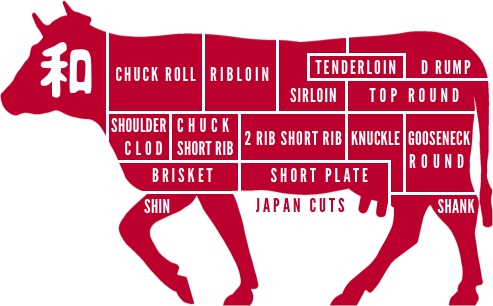 和
CHUCK ROLL
RIBLOIN
TENDERLOIN
D RUMP
SIRLOIN
TOP ROUND
SHOULDER
CLOD
CHUCK
SHORT RIB
2 RIB SHORT RIB
KNUCKLE
GOOSENECK
ROUND
BRISKET
SHORT PLATE
SHIN
JAPAN CUTS
SHANK